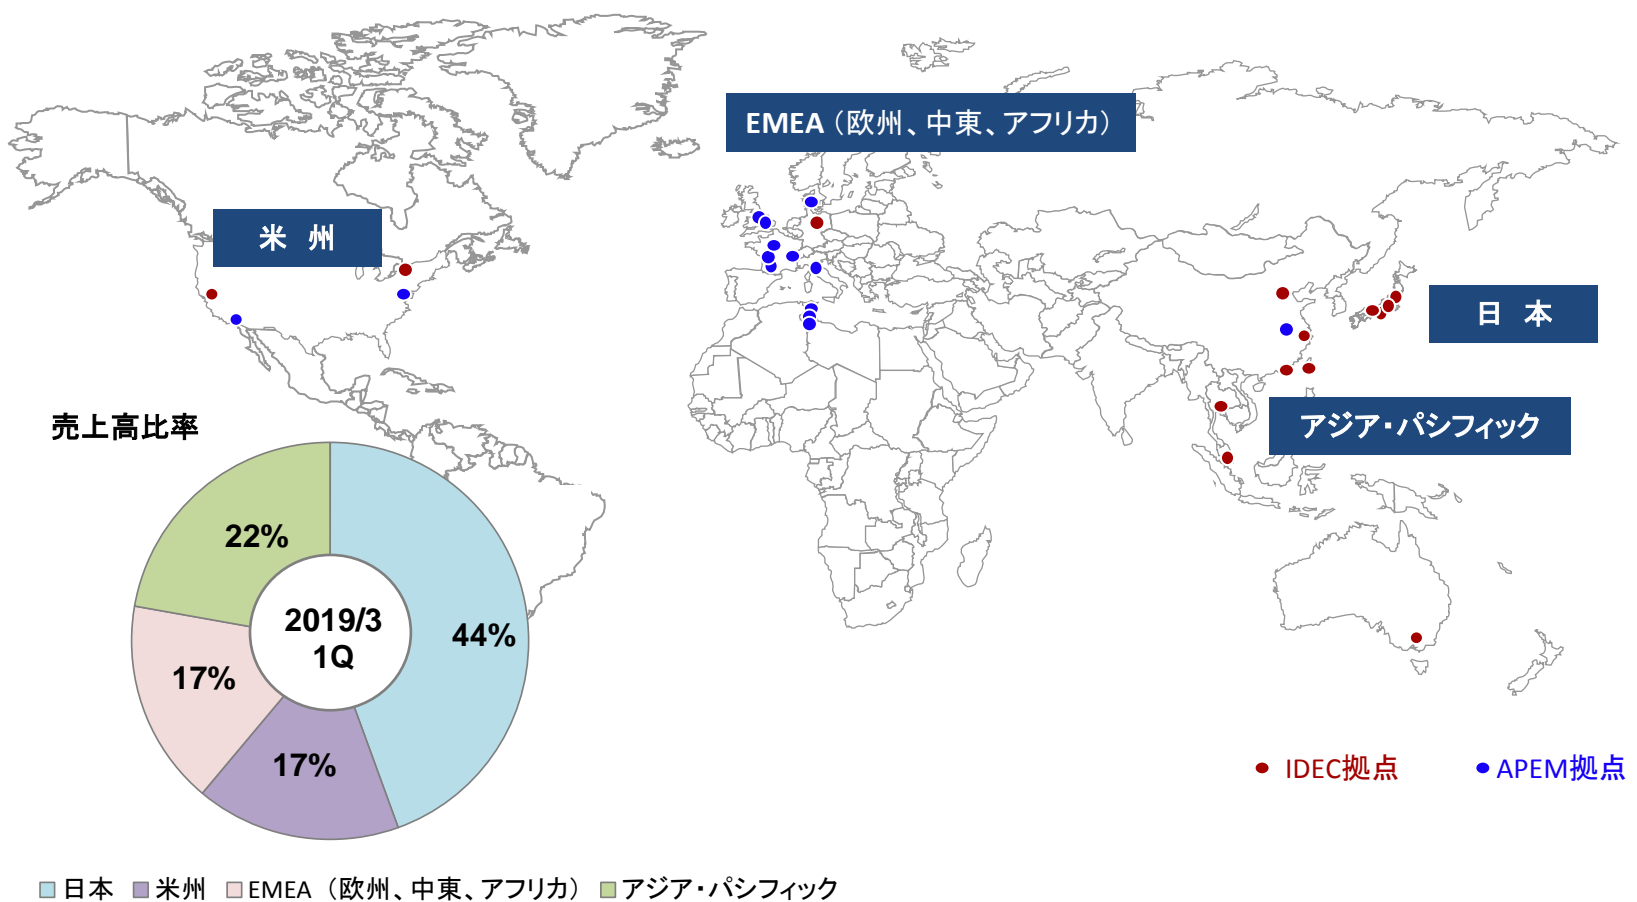 EMEA（欧州、中東、アフリカ）
米 州
日 本
アジア・パシフィック
売上高比率
22%
44%
17%
17%
2019/3
1Q
IDEC拠点
APEM拠点
日本 米州 EMEA （欧州、中東、アフリカ） アジア・パシフィック